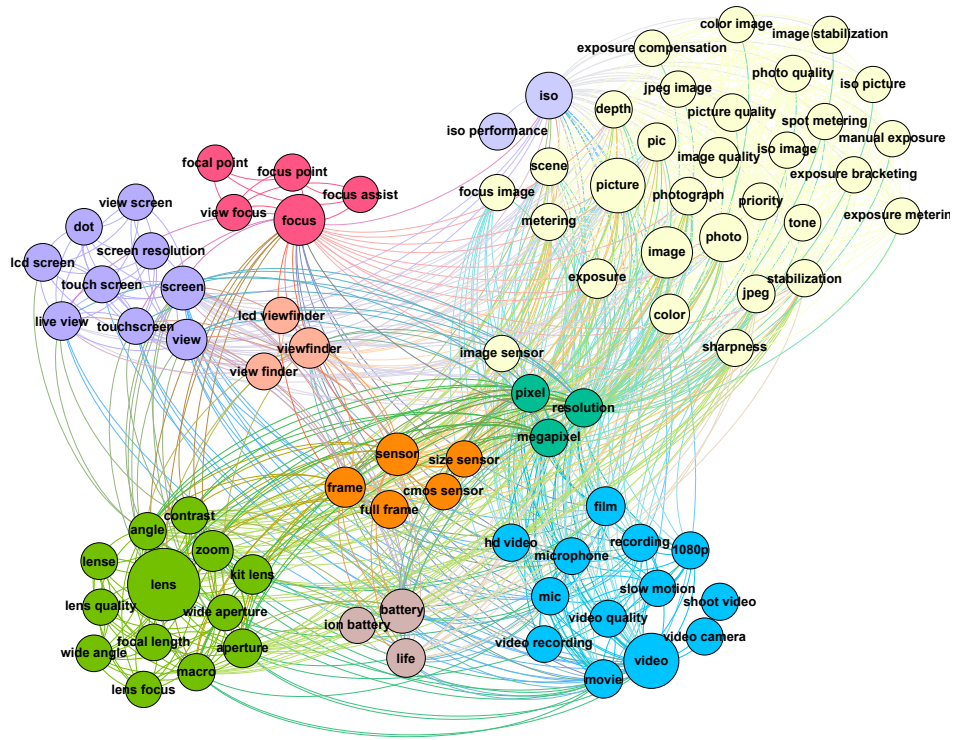 color image
image stabilization
exposure compensation
photo quality
iso picture
jpeg image
iso
depth
picture quality
spot metering
iso performance
pic
manual exposure
iso image
image quality
scene
focal point
focus point
exposure bracketing
picture
focus image
photograph
focus assist
priority
view screen
view focus
focus
metering
tone
exposure meterin
dot
photo
screen resolution
image
lcd screen
exposure
stabilization
touch screen
screen
jpeg
lcd viewfinder
color
live view
touchscreen
view
viewfinder
sharpness
image sensor
view finder
pixel
resolution
megapixel
sensor
size sensor
frame
cmos sensor
full frame
film
contrast
angle
hd video
recording
zoom
microphone
1080p
lense
kit lens
lens
slow motion
mic
shoot video
lens quality
wide aperture
battery
video quality
ion battery
video camera
focal length
video recording
aperture
wide angle
life
video
macro
movie
lens focus